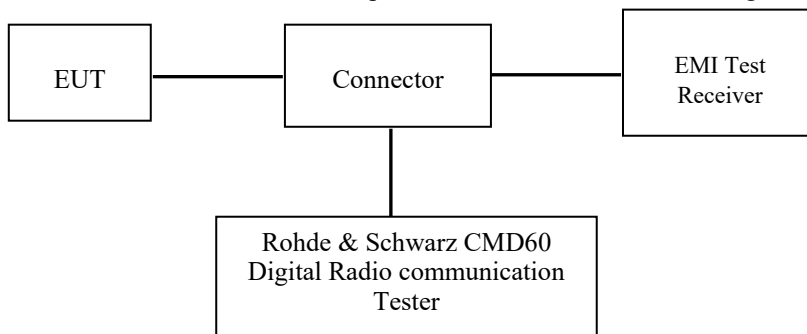 EUT
Connector
EMI Test
Receiver
Rohde & Schwarz CMD60
Digital Radio communication
Tester